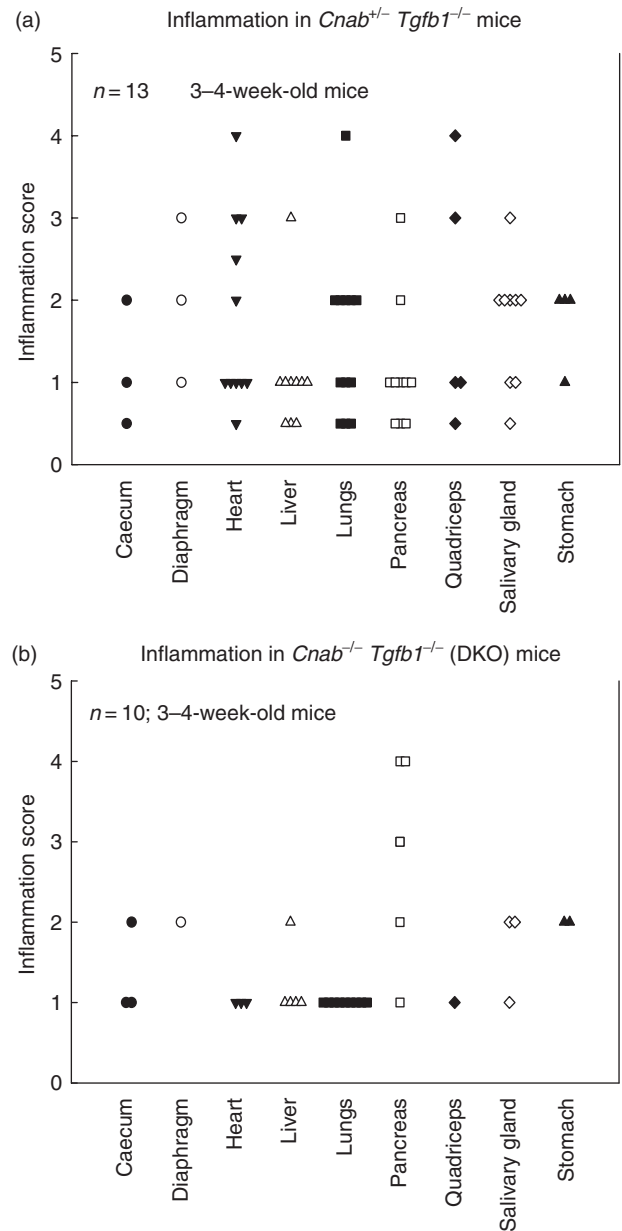 (a) Inflammation in Cnab+/– Tgfb1–/– mice
5
n = 13 3–4-week-old mice
4
3
2
1
0
Inflammation score
Caecum
Diaphragm
Heart
Liver
Lungs
Pancreas
Quadriceps
Salivary gland
Stomach
(b) Inflammation in Cnab–/– Tgfb1–/– (DKO) mice
5
n = 10; 3–4-week-old mice
4
3
2
1
0
Inflammation score
Caecum
Diaphragm
Heart
Liver
Lungs
Pancreas
Quadriceps
Salivary gland
Stomach